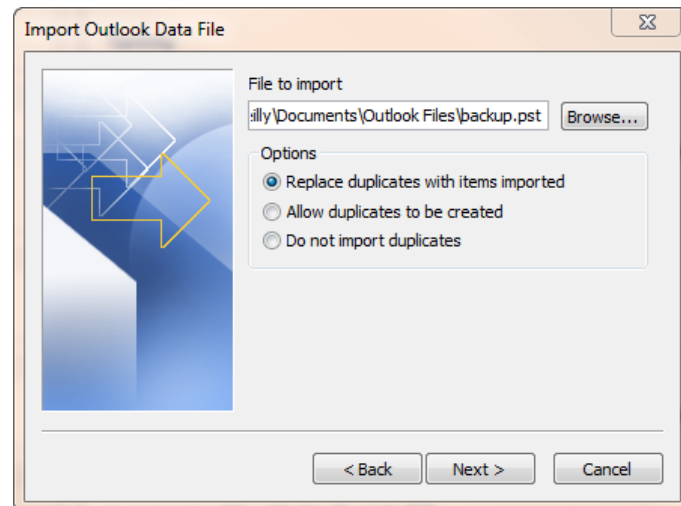 Import Outlook Data File
File to import
illy\Documents\Outlook Files\backup.pst
Browse...
Options
Replace duplicates with items imported
Allow duplicates to be created
Do not import duplicates
< Back
Next >
Cancel